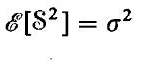 ℰ[S²] = σ²